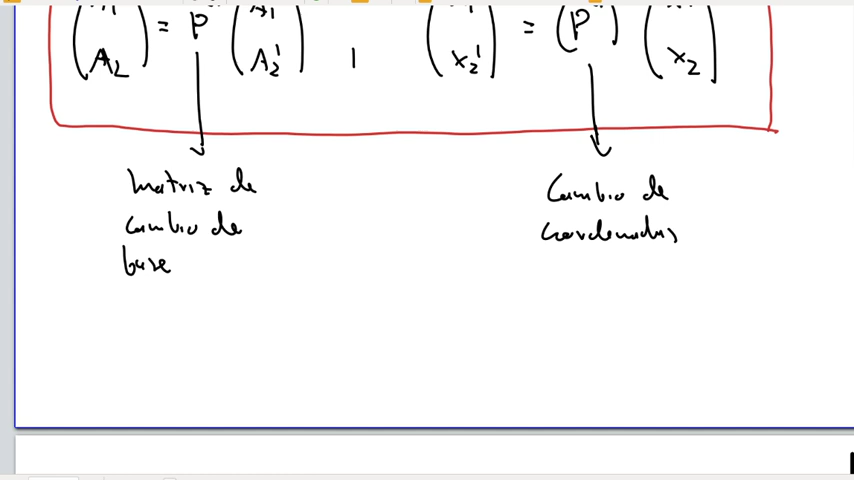 A₂ = P A₂' , x₂' = (P) x₂
Matriz de
cambio de
base
Cambio de
coordenadas